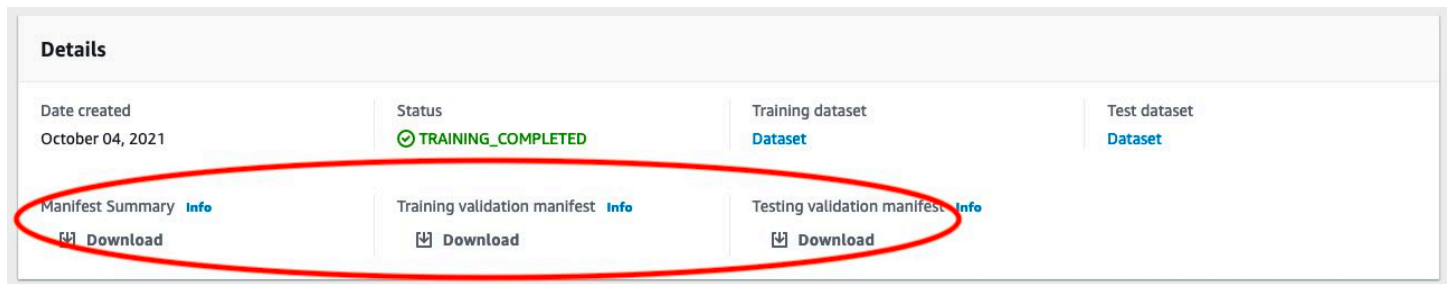 Details
Date created
October 04, 2021
Status
TRAINING_COMPLETED
Training dataset
Dataset
Test dataset
Dataset
Manifest Summary Info
Download
Training validation manifest Info
Download
Testing validation manifest Info
Download